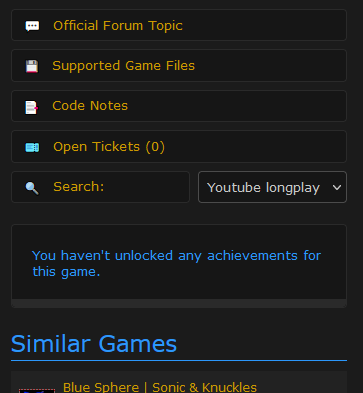 Official Forum Topic
Supported Game Files
Code Notes
Open Tickets (0)
Search:
Youtube longplay
You haven't unlocked any achievements for
this game.
Similar Games
Blue Sphere | Sonic & Knuckles